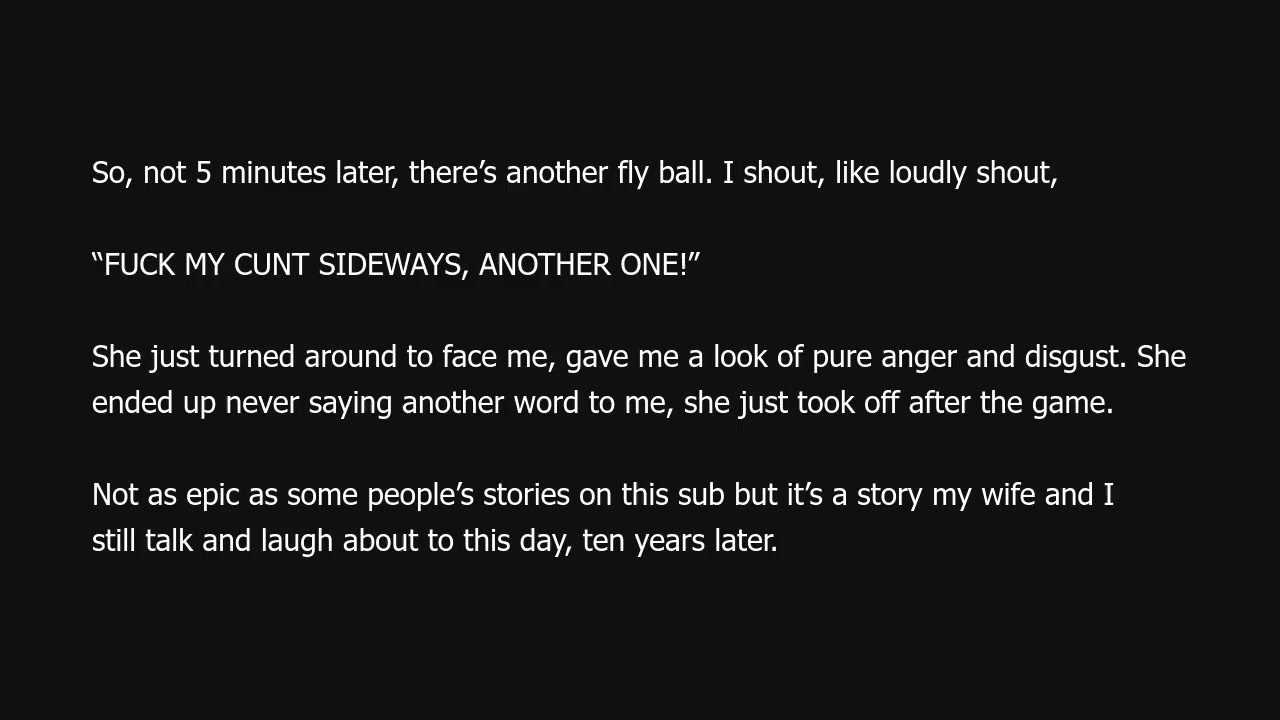 So, not 5 minutes later, there’s another fly ball. I shout, like loudly shout,
“FUCK MY CUNT SIDEWAYS, ANOTHER ONE!”
She just turned around to face me, gave me a look of pure anger and disgust. She
ended up never saying another word to me, she just took off after the game.
Not as epic as some people’s stories on this sub but it’s a story my wife and I
still talk and laugh about to this day, ten years later.